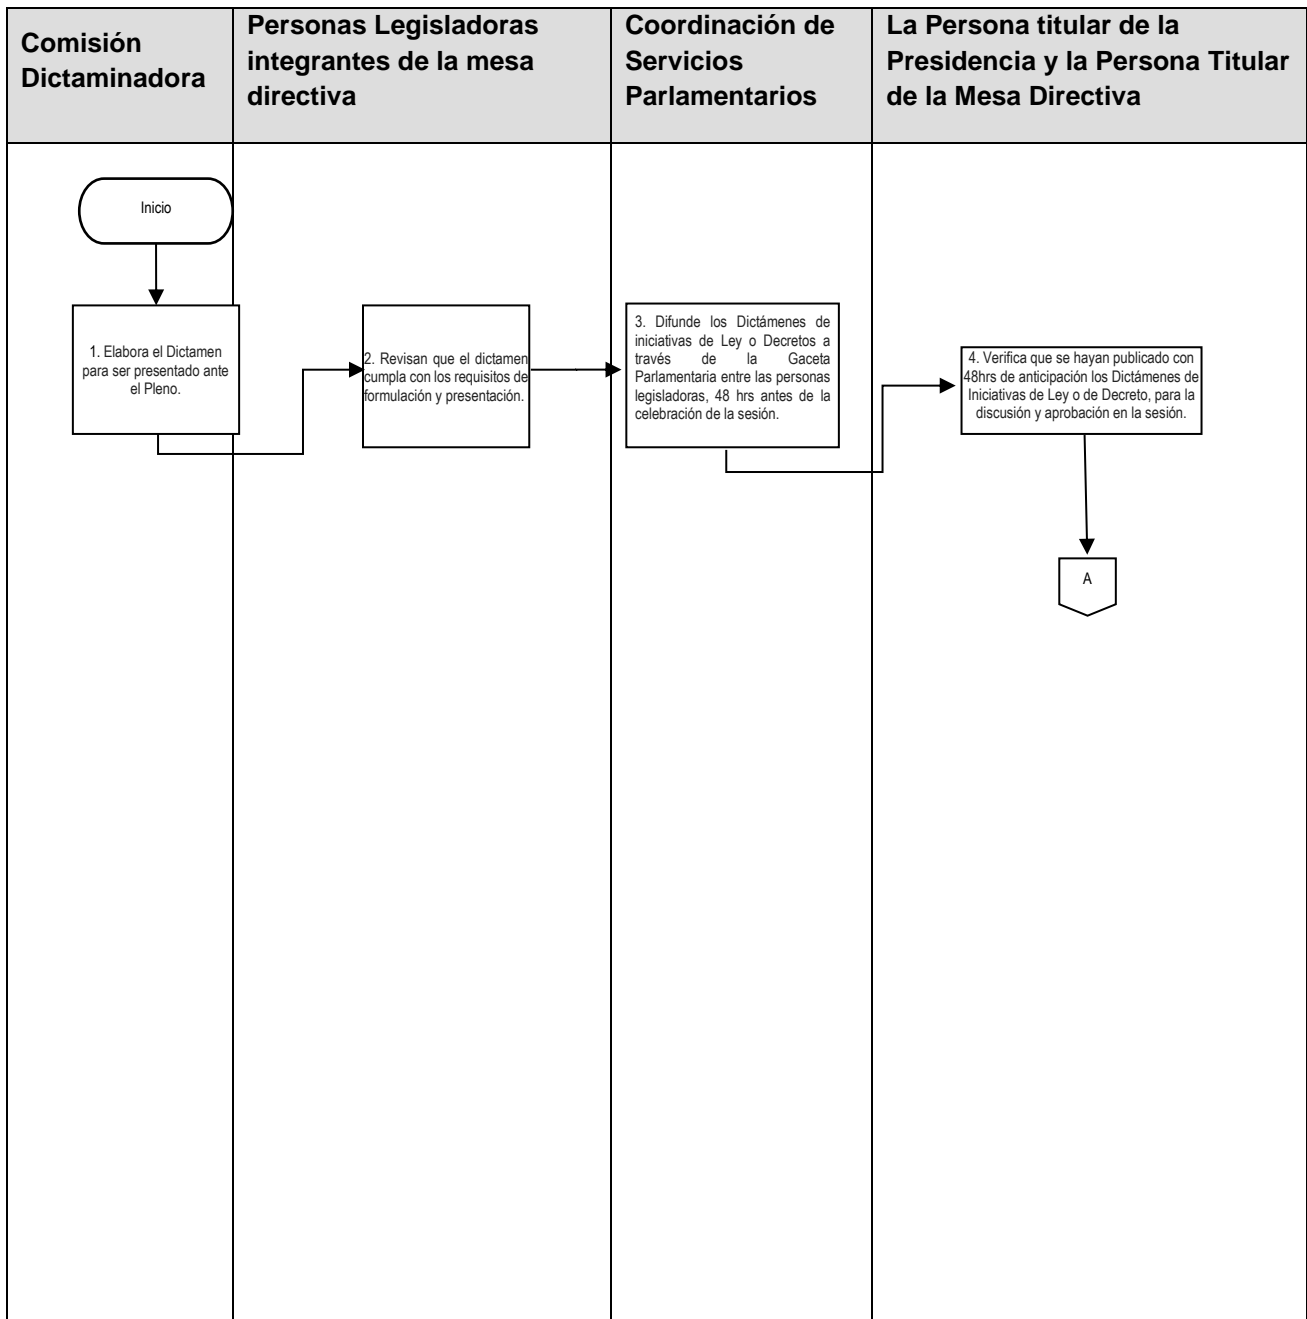 Comisión
Dictaminadora
Personas Legisladoras
integrantes de la mesa
directiva
Coordinación de
Servicios
Parlamentarios
La Persona titular de la
Presidencia y la Persona Titular
de la Mesa Directiva
Inicio
1. Elabora el Dictamen
para ser presentado ante
el Pleno.
2. Revisan que el dictamen
cumpla con los requisitos de
formulación y presentación.
3. Difunde los Dictámenes de
iniciativas de Ley o Decretos a
través de la Gaceta
Parlamentaria entre las personas
legisladoras, 48 hrs antes de la
celebración de la sesión.
4. Verifica que se hayan publicado con
48hrs de anticipación los Dictámenes de
Iniciativas de Ley o de Decreto, para la
discusión y aprobación en la sesión.
A